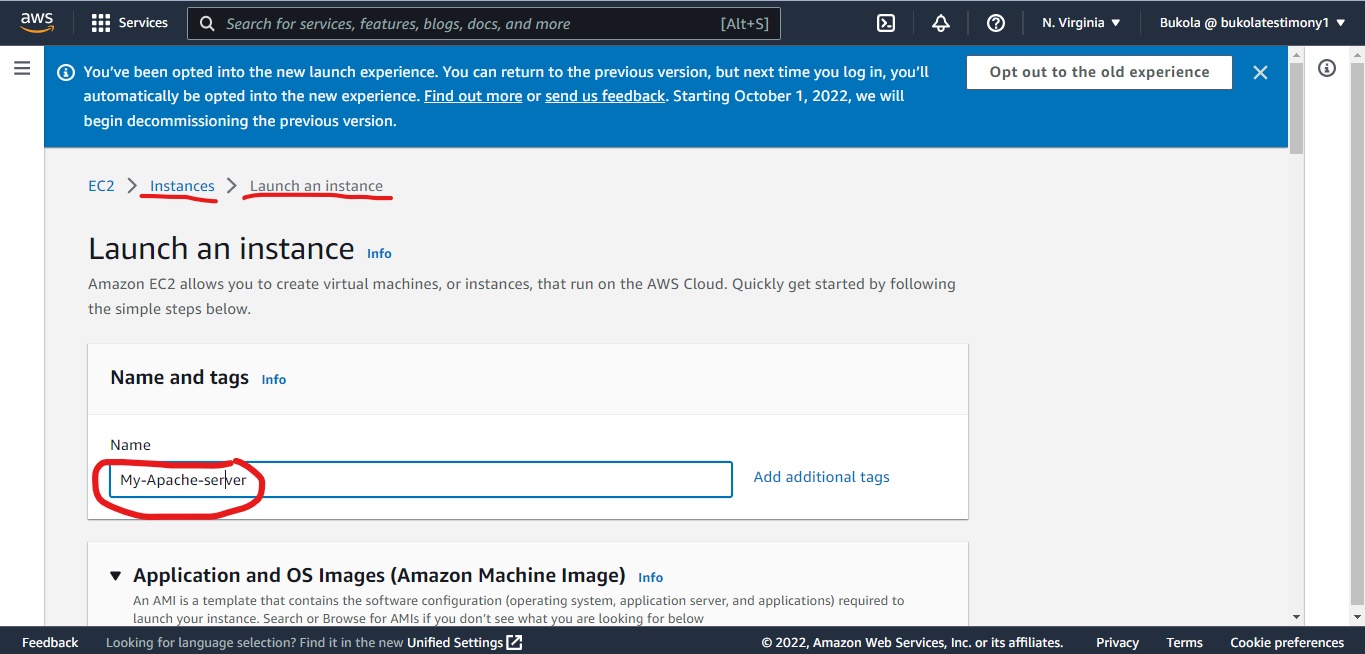 aws Services Search for services, features, blogs, docs, and more [Alt+S] N. Virginia Bukola @ bukolatestimony1
You've been opted into the new launch experience. You can return to the previous version, but next time you log in, you'll
automatically be opted into the new experience. Find out more or send us feedback. Starting October 1, 2022, we will
begin decommissioning the previous version.
Opt out to the old experience
EC2 Instances Launch an instance
Launch an instance Info
Amazon EC2 allows you to create virtual machines, or instances, that run on the AWS Cloud. Quickly get started by following
the simple steps below.
Name and tags Info
Name
My-Apache-server
Add additional tags
Application and OS Images (Amazon Machine Image) Info
An AMI is a template that contains the software configuration (operating system, application server, and applications) required to
launch your instance. Search or Browse for AMIs if you don't see what you are looking for below
Feedback Looking for language selection? Find it in the new Unified Settings © 2022, Amazon Web Services, Inc. or its affiliates. Privacy Terms Cookie preferences